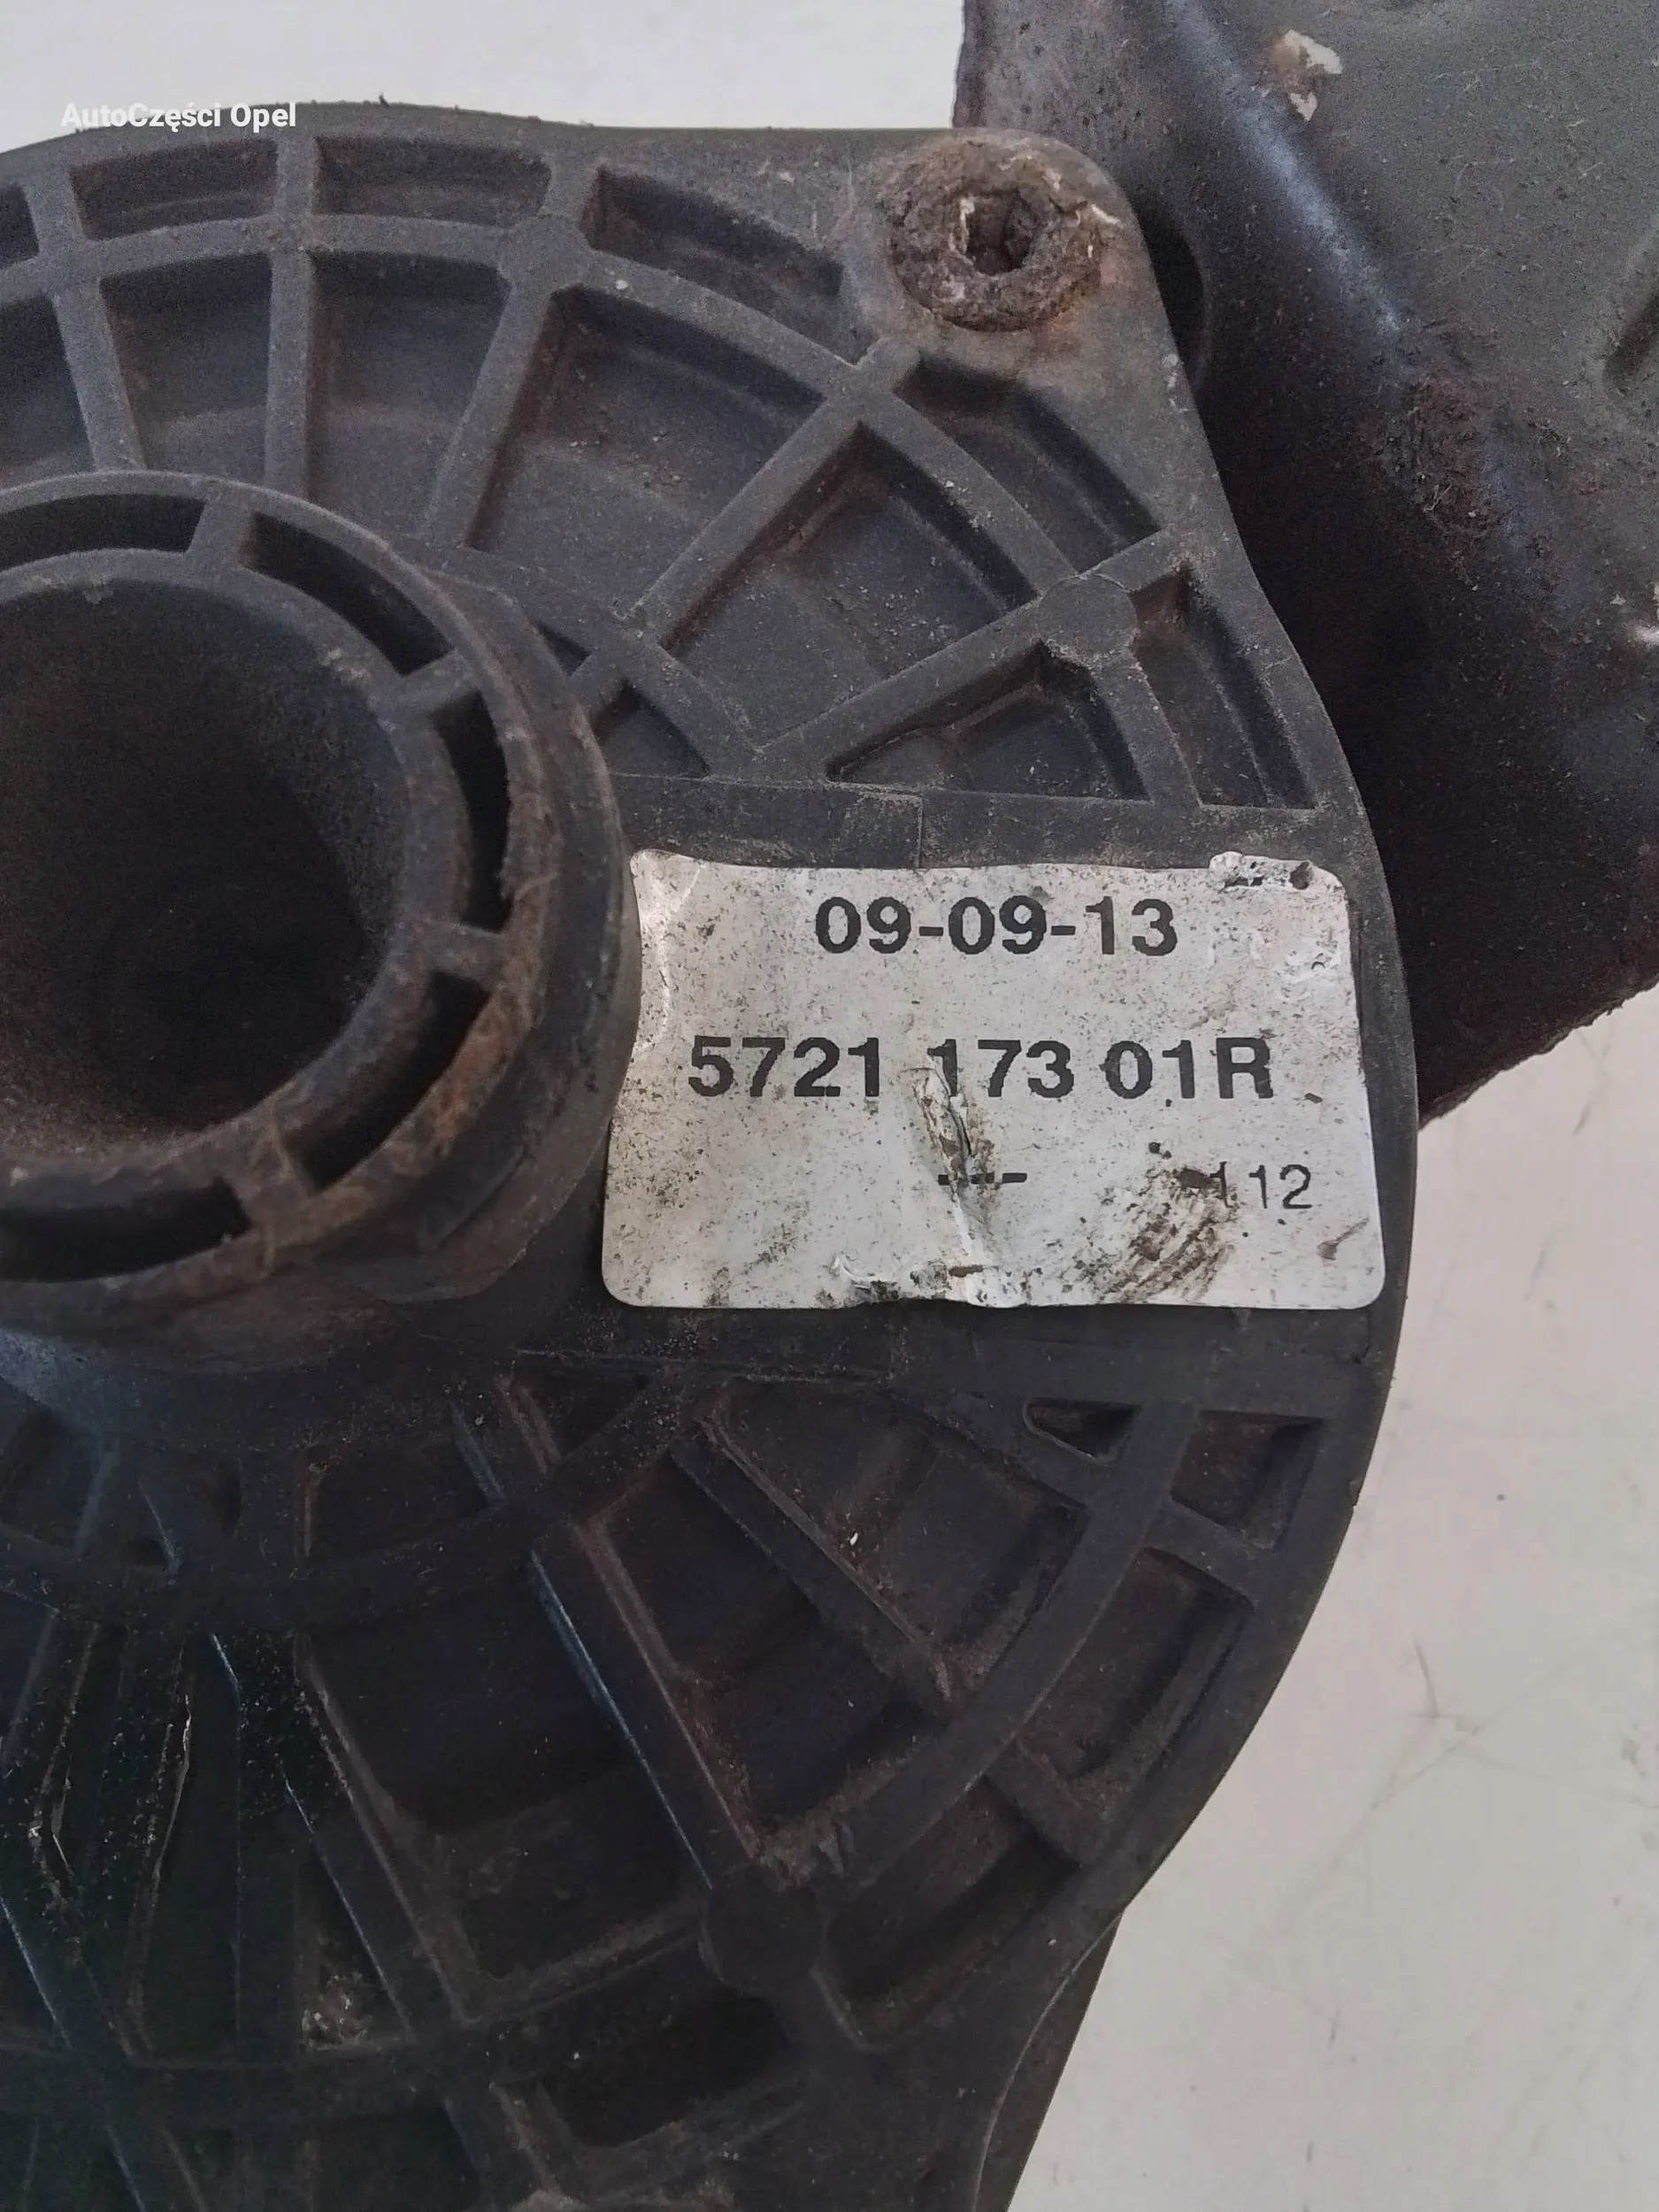 AutoCzęści Opel
09-09-13
5721 173 01R
---
112